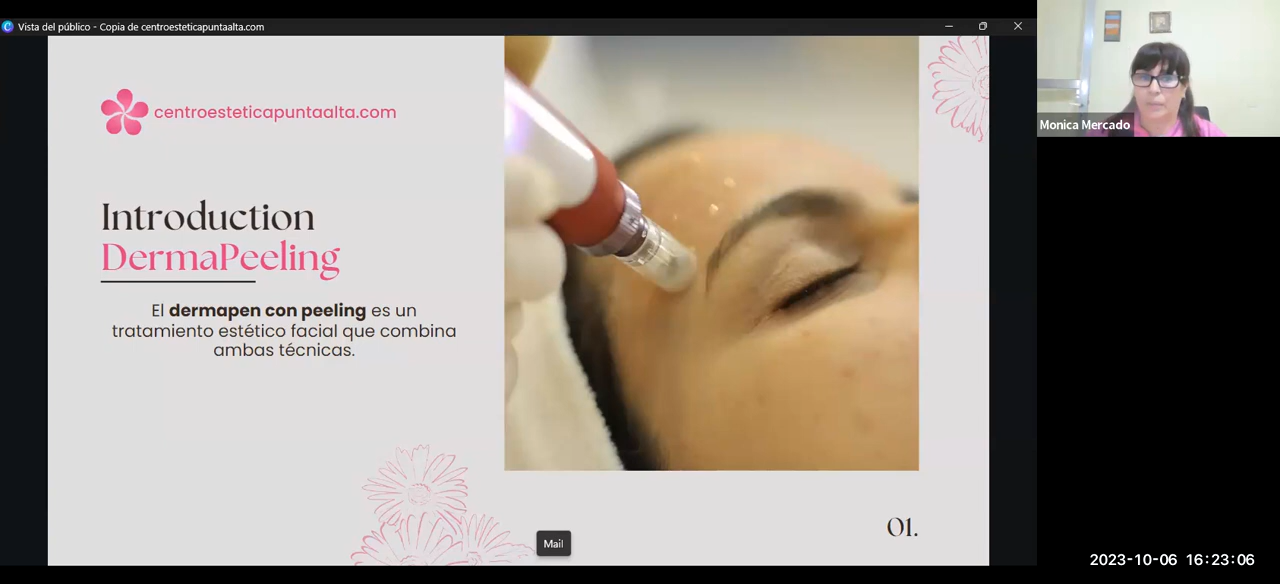 Vista del público - Copia de centroesteticapuntaalta.com
centroesteticapuntaalta.com
Introduction
DermaPeeling
El dermapen con peeling es un
tratamiento estético facial que combina
ambas técnicas.
01.
Mail
Monica Mercado
2023-10-06 16:23:06